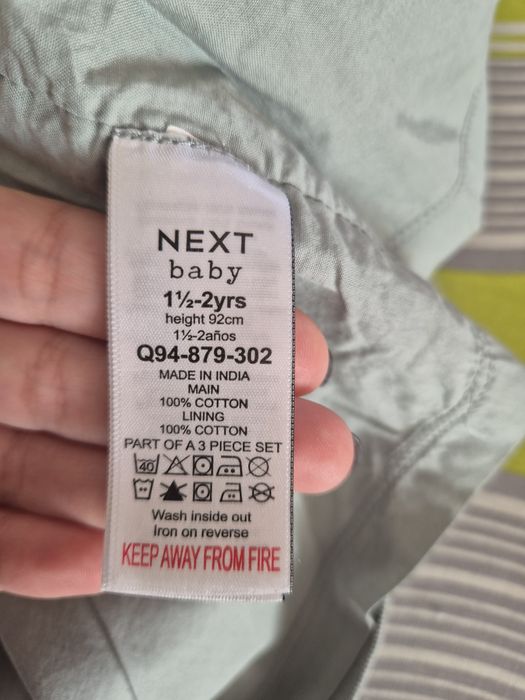 NEXT
baby
1½-2yrs
height 92cm
1½-2años
Q94-879-302
MADE IN INDIA
MAIN
100% COTTON
LINING
100% COTTON
PART OF A 3 PIECE SET
40
Wash inside out
Iron on reverse
KEEP AWAY FROM FIRE